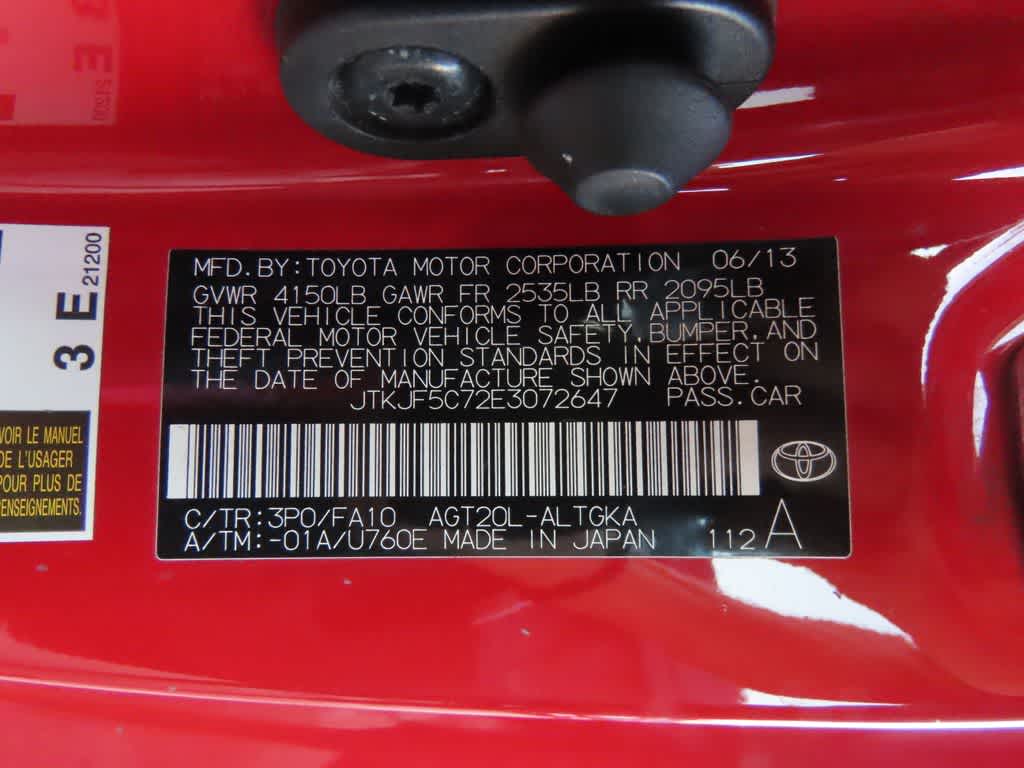 MFD.BY:TOYOTA MOTOR CORPORATION 06/13
GVWR 4150LB GAWR FR 2535LB RR 2095LB
THIS VEHICLE CONFORMS TO ALL APPLICABLE
FEDERAL MOTOR VEHICLE SAFETY,BUMPER,AND
THEFT PREVENTION STANDARDS IN EFFECT ON
THE DATE OF MANUFACTURE SHOWN ABOVE.
JTKJF5C72E3072647 PASS.CAR
C/TR:3P0/FA10 AGT20L-ALTGKA
A/TM:-01A/U760E MADE IN JAPAN 112 A
3 E
21200
VOIR LE MANUEL
DE L'USAGER
POUR PLUS DE
RENSEIGNEMENTS.